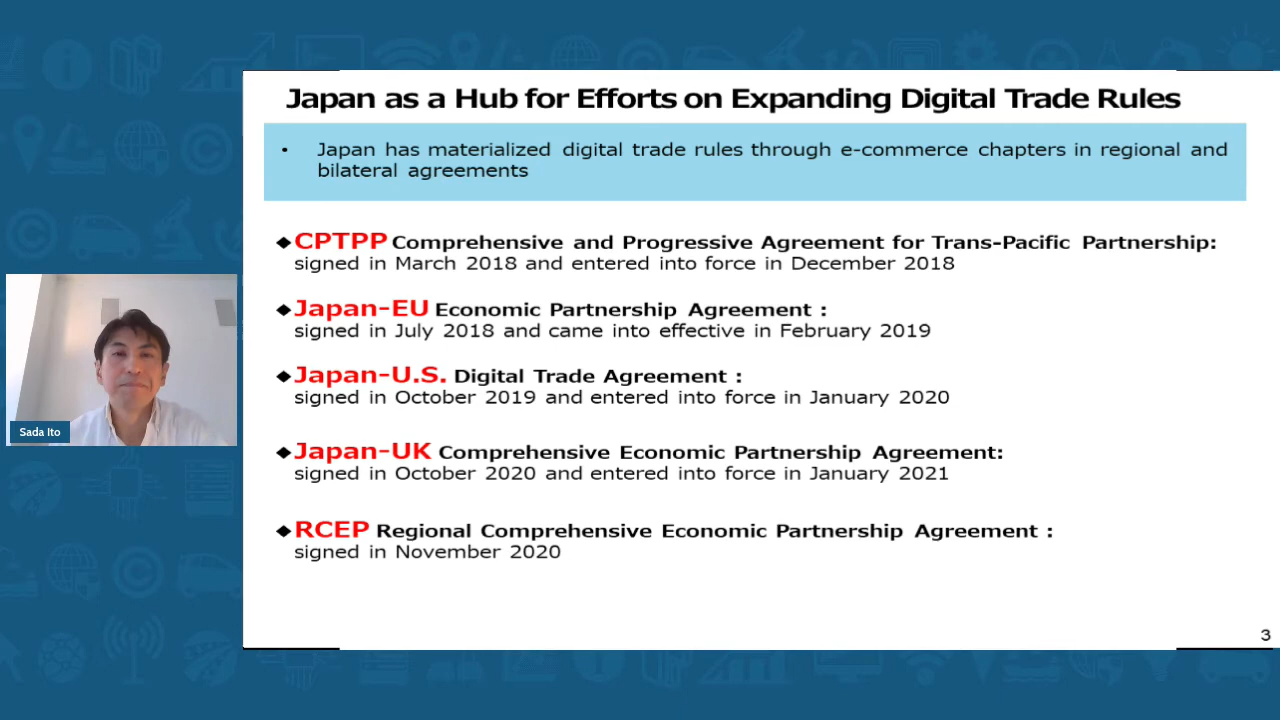 Japan as a Hub for Efforts on Expanding Digital Trade Rules
• Japan has materialized digital trade rules through e-commerce chapters in regional and
bilateral agreements
◆CPTPP Comprehensive and Progressive Agreement for Trans-Pacific Partnership:
signed in March 2018 and entered into force in December 2018
◆Japan-EU Economic Partnership Agreement :
signed in July 2018 and came into effective in February 2019
◆Japan-U.S. Digital Trade Agreement :
signed in October 2019 and entered into force in January 2020
◆Japan-UK Comprehensive Economic Partnership Agreement:
signed in October 2020 and entered into force in January 2021
◆RCEP Regional Comprehensive Economic Partnership Agreement :
signed in November 2020
3
Sada Ito